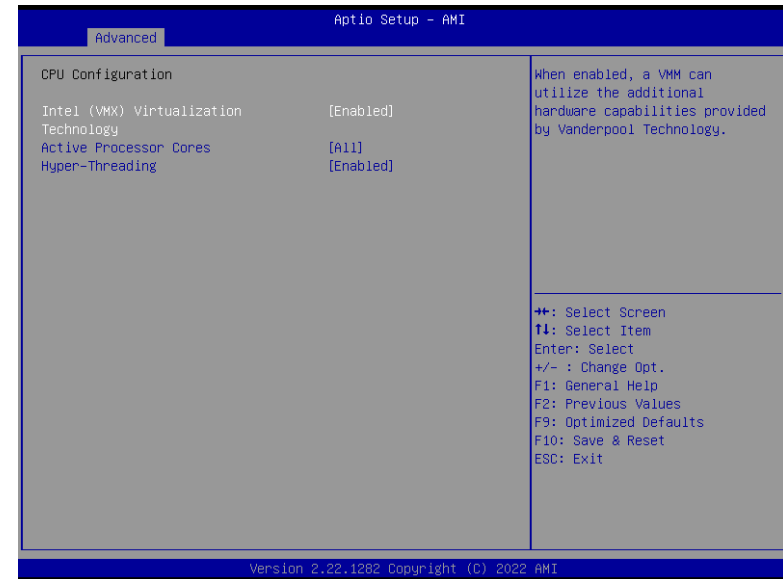 Aptio Setup – AMI
Advanced
CPU Configuration
Intel (VMX) Virtualization [Enabled]
Technology
Active Processor Cores [All]
Hyper-Threading [Enabled]
When enabled, a VMM can
utilize the additional
hardware capabilities provided
by Vanderpool Technology.
→←: Select Screen
↑↓: Select Item
Enter: Select
+/- : Change Opt.
F1: General Help
F2: Previous Values
F9: Optimized Defaults
F10: Save & Reset
ESC: Exit
Version 2.22.1282 Copyright (C) 2022 AMI